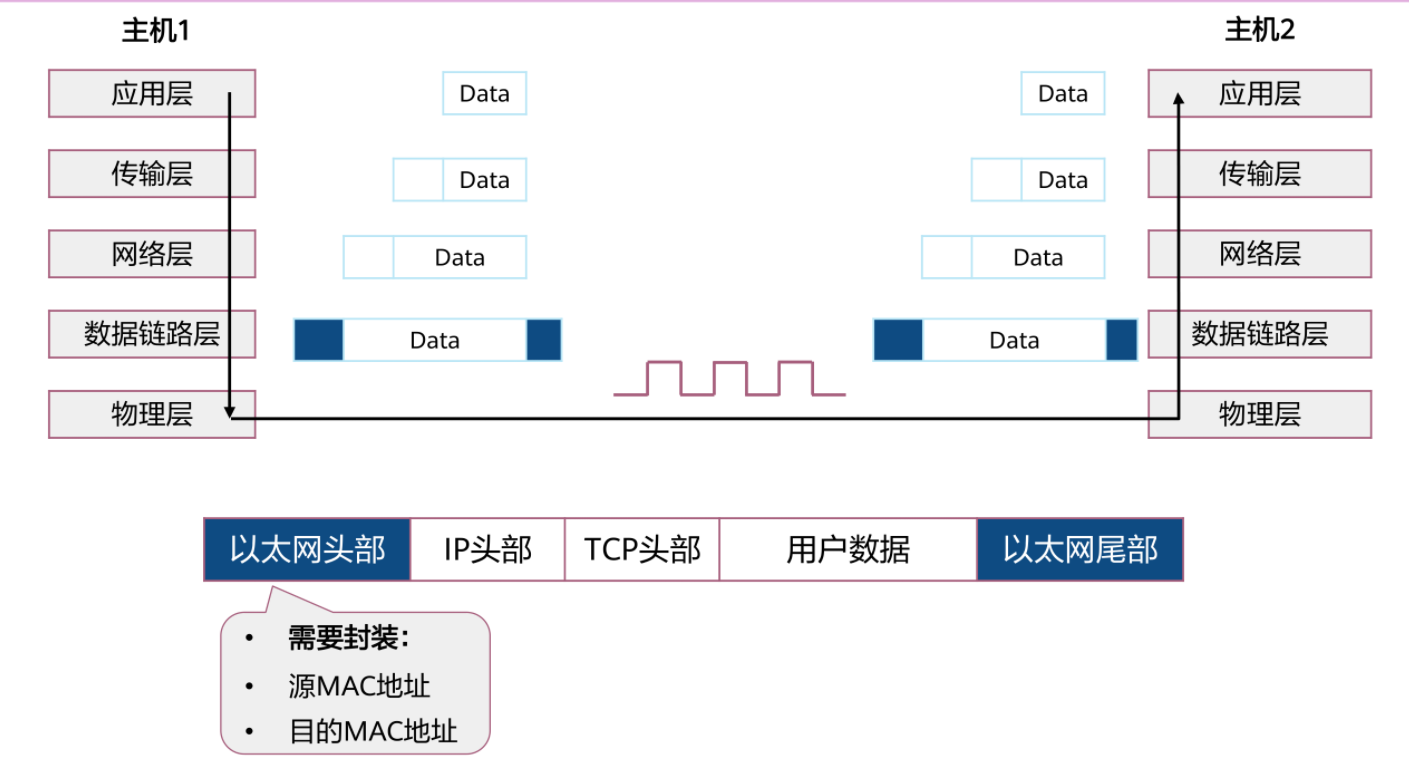 主机1 主机2
应用层 Data Data 应用层
传输层 Data Data 传输层
网络层 Data Data 网络层
数据链路层 Data Data 数据链路层
物理层 物理层
以太网头部 IP头部 TCP头部 用户数据 以太网尾部
• 需要封装：
• 源MAC地址
• 目的MAC地址